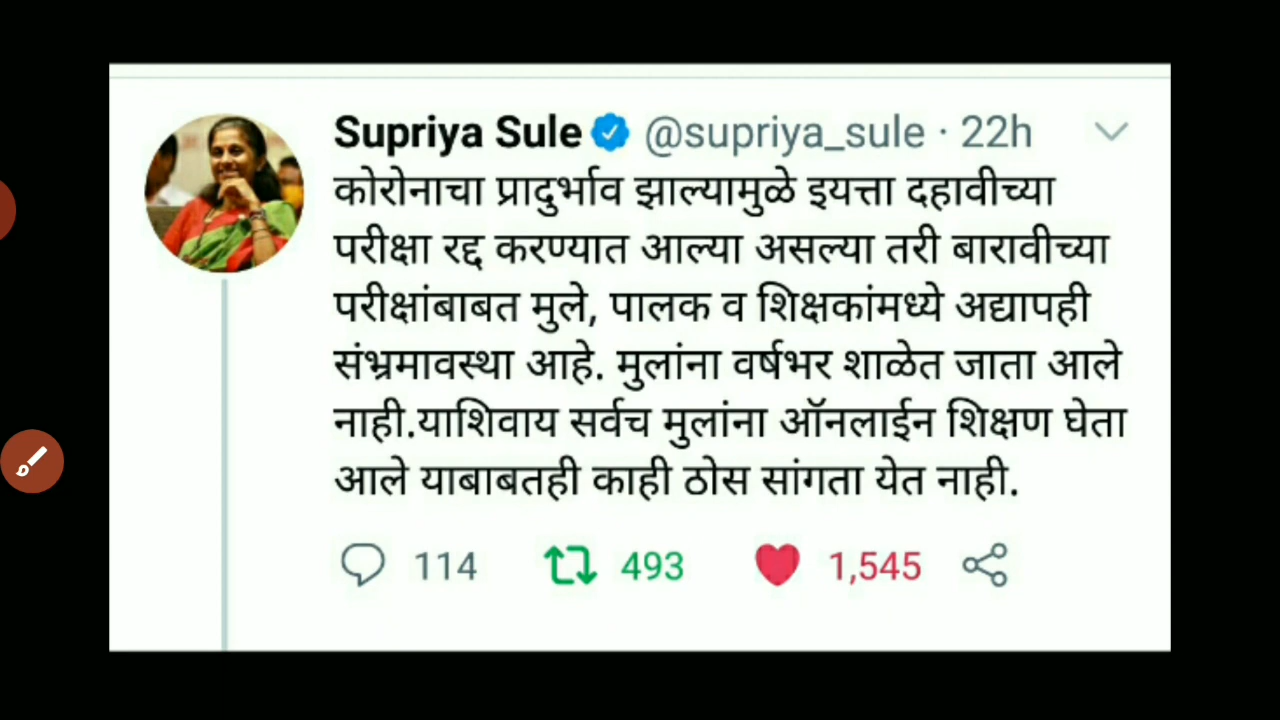 Supriya Sule @supriya_sule · 22h
कोरोनाचा प्रादुर्भाव झाल्यामुळे इयत्ता दहावीच्या
परीक्षा रद्द करण्यात आल्या असल्या तरी बारावीच्या
परीक्षांबाबत मुले, पालक व शिक्षकांमध्ये अद्यापही
संभ्रमावस्था आहे. मुलांना वर्षभर शाळेत जाता आले
नाही.याशिवाय सर्वच मुलांना ऑनलाईन शिक्षण घेता
आले याबाबतही काही ठोस सांगता येत नाही.
114 493 1,545